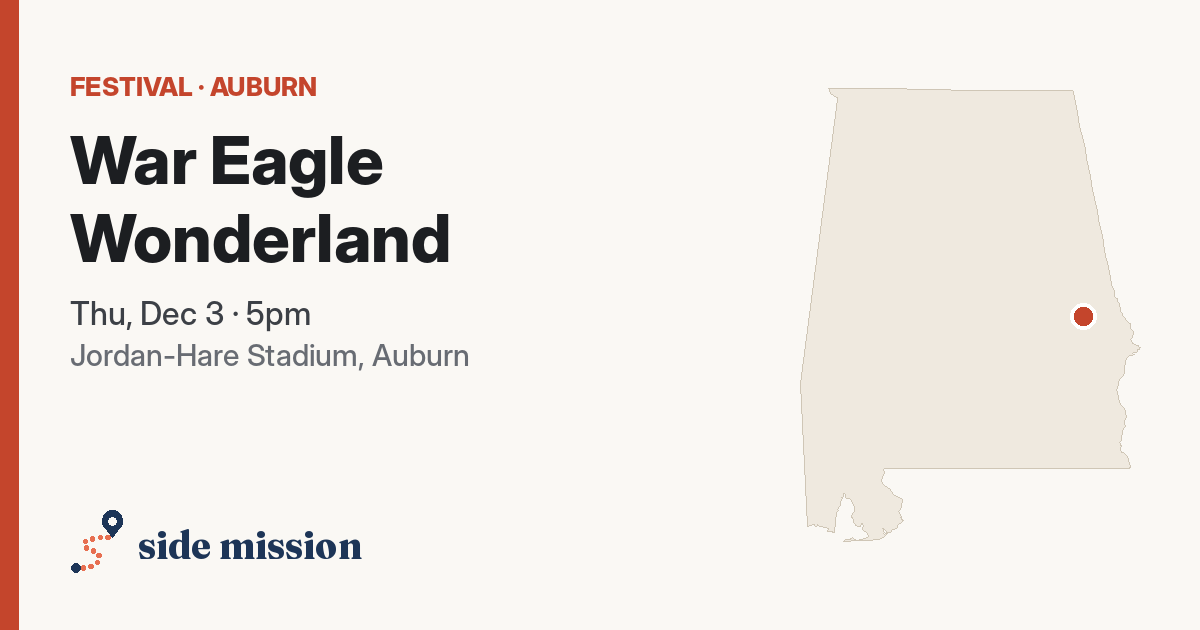 FESTIVAL · AUBURN
War Eagle
Wonderland
Thu, Dec 3 · 5pm
Jordan-Hare Stadium, Auburn
side mission